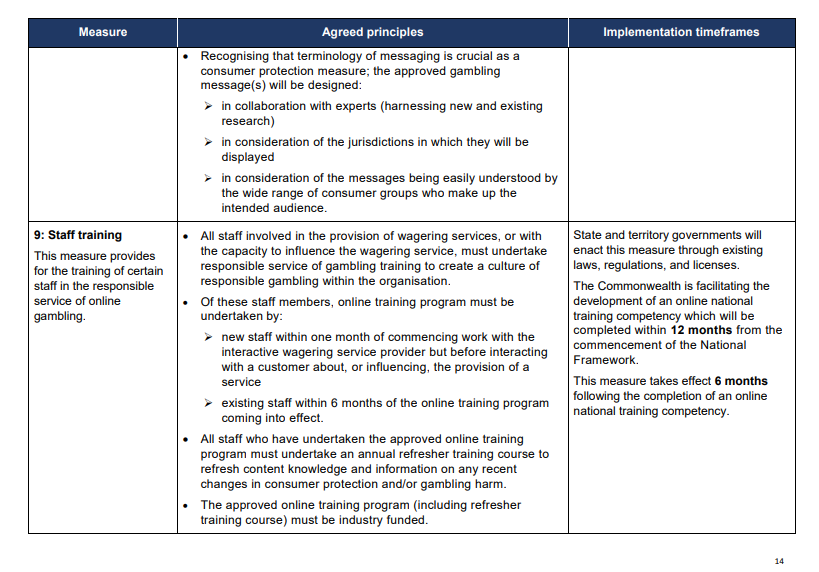 Measure
Agreed principles
Implementation timeframes
• Recognising that terminology of messaging is crucial as a
consumer protection measure; the approved gambling
message(s) will be designed:
➢ in collaboration with experts (harnessing new and existing
research)
➢ in consideration of the jurisdictions in which they will be
displayed
➢ in consideration of the messages being easily understood by
the wide range of consumer groups who make up the
intended audience.
9: Staff training
This measure provides
for the training of certain
staff in the responsible
service of online
gambling.
• All staff involved in the provision of wagering services, or with
the capacity to influence the wagering service, must undertake
responsible service of gambling training to create a culture of
responsible gambling within the organisation.
• Of these staff members, online training program must be
undertaken by:
➢ new staff within one month of commencing work with the
interactive wagering service provider but before interacting
with a customer about, or influencing, the provision of a
service
➢ existing staff within 6 months of the online training program
coming into effect.
• All staff who have undertaken the approved online training
program must undertake an annual refresher training course to
refresh content knowledge and information on any recent
changes in consumer protection and/or gambling harm.
• The approved online training program (including refresher
training course) must be industry funded.
State and territory governments will
enact this measure through existing
laws, regulations, and licenses.
The Commonwealth is facilitating the
development of an online national
training competency which will be
completed within 12 months from the
commencement of the National
Framework.
This measure takes effect 6 months
following the completion of an online
national training competency.
14